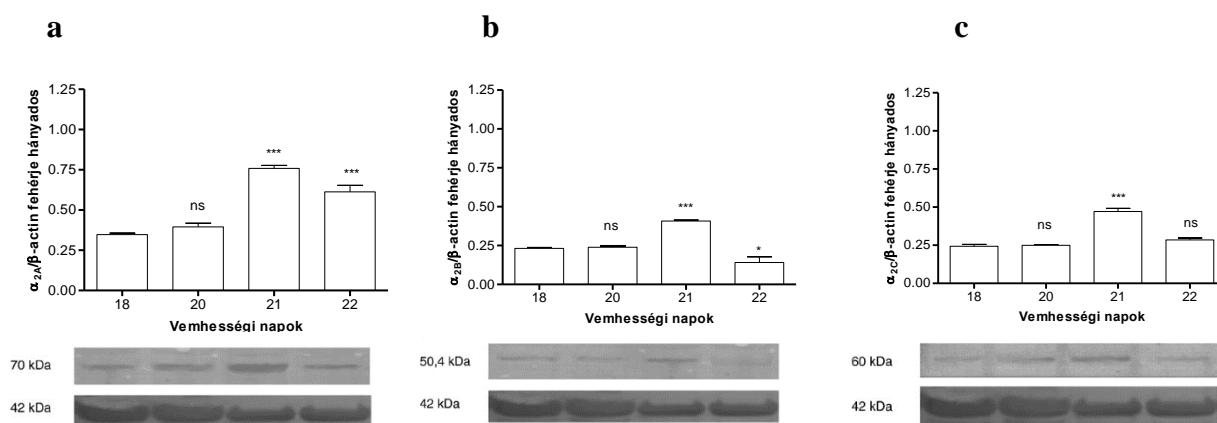 a
α2A/β-actin fehérje hányados
1.25
1.00
0.75
0.50
0.25
0.00
ns
***
***
18 20 21 22
Vemhességi napok
70 kDa
42 kDa
b
α2B/β-actin fehérje hányados
1.25
1.00
0.75
0.50
0.25
0.00
ns
***
*
18 20 21 22
Vemhességi napok
50,4 kDa
42 kDa
c
α2C/β-actin fehérje hányados
1.25
1.00
0.75
0.50
0.25
0.00
ns
***
ns
18 20 21 22
Vemhességi napok
60 kDa
42 kDa